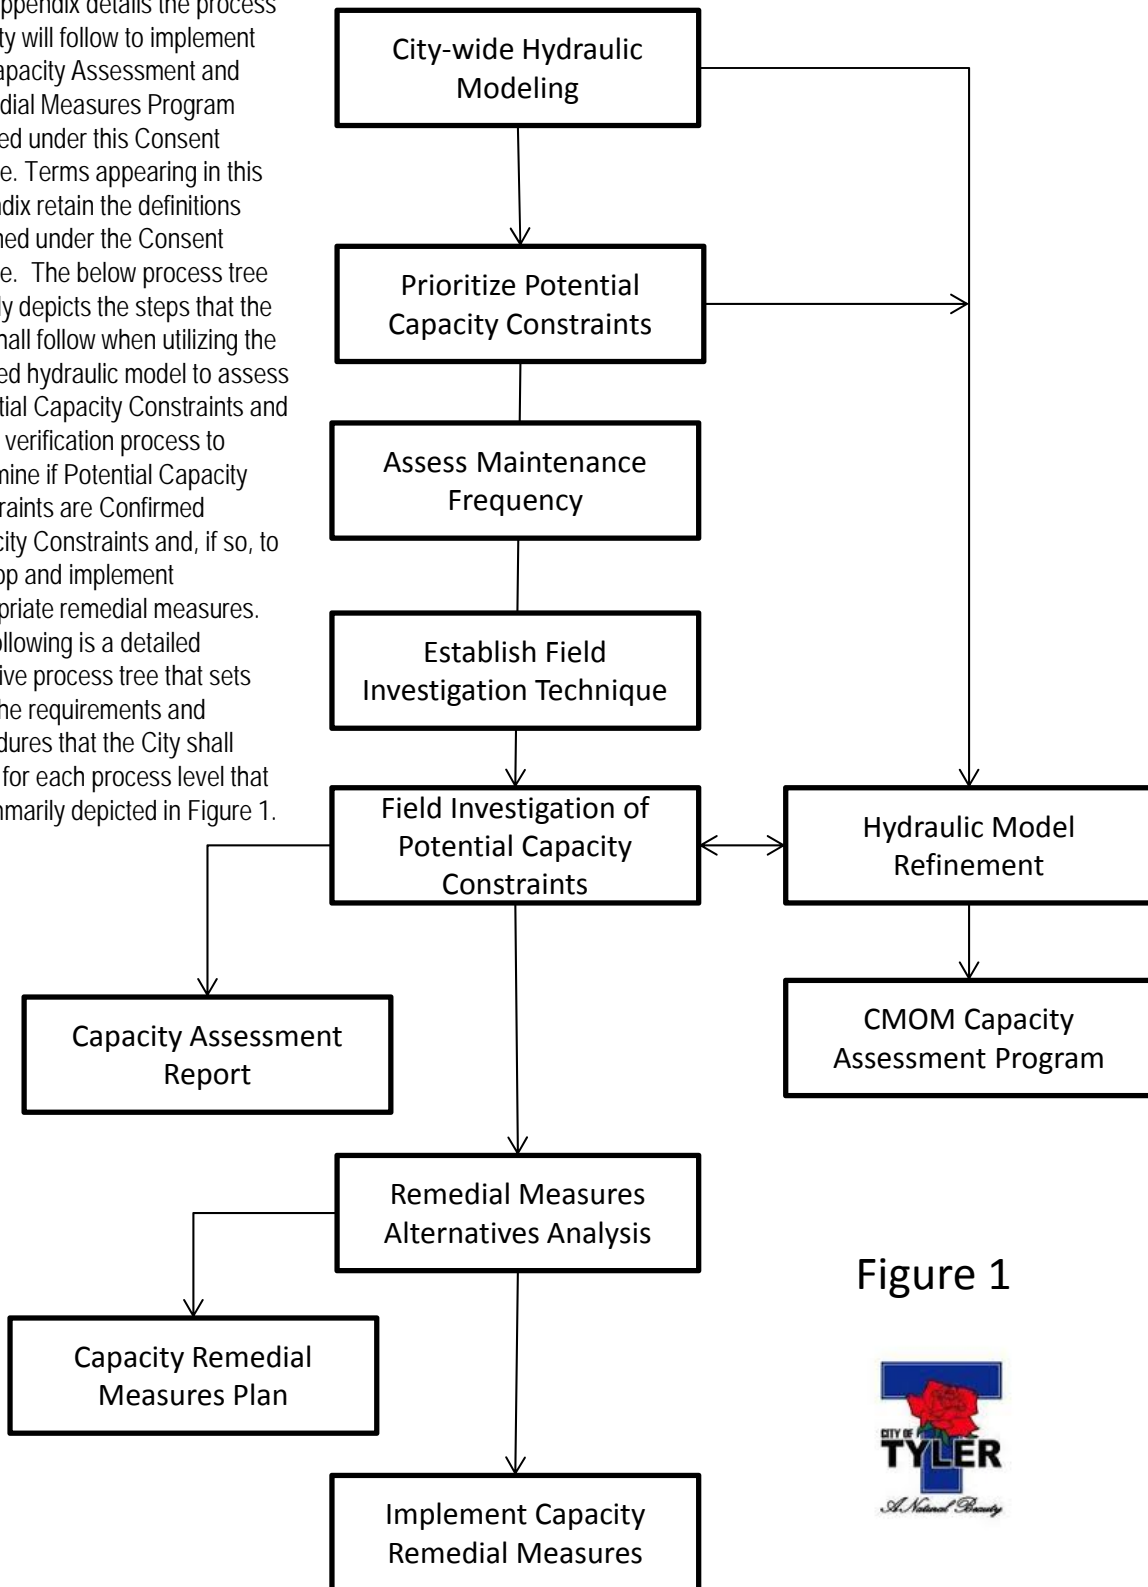 ppendix details the process
ty will follow to implement
apacity Assessment and
dial Measures Program
ed under this Consent
e. Terms appearing in this
ndix retain the definitions
ned under the Consent
e. The below process tree
ly depicts the steps that the
hall follow when utilizing the
ed hydraulic model to assess
tial Capacity Constraints and
verification process to
mine if Potential Capacity
raints are Confirmed
city Constraints and, if so, to
op and implement
priate remedial measures.
ollowing is a detailed
ive process tree that sets
he requirements and
dures that the City shall
for each process level that
marily depicted in Figure 1.
City-wide Hydraulic
Modeling
Prioritize Potential
Capacity Constraints
Assess Maintenance
Frequency
Establish Field
Investigation Technique
Field Investigation of
Potential Capacity
Constraints
Hydraulic Model
Refinement
Capacity Assessment
Report
CMOM Capacity
Assessment Program
Remedial Measures
Alternatives Analysis
Capacity Remedial
Measures Plan
Implement Capacity
Remedial Measures
Figure 1
CITY OF
TYLER
A Natural Beauty